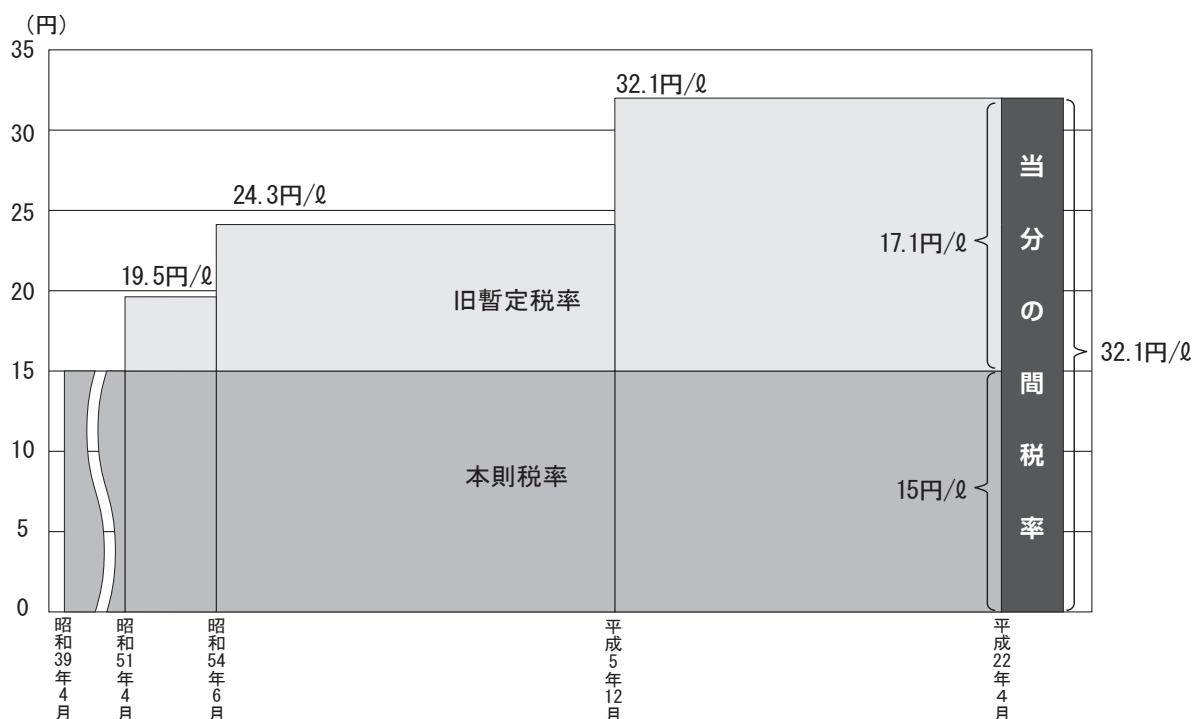 （円）
35
30
25
20
15
10
5
0
19.5円/ℓ
24.3円/ℓ
32.1円/ℓ
旧暫定税率
本則税率
17.1円/ℓ
15円/ℓ
当分の間税率
32.1円/ℓ
昭和39年4月
昭和51年4月
昭和54年6月
平成5年12月
平成22年4月